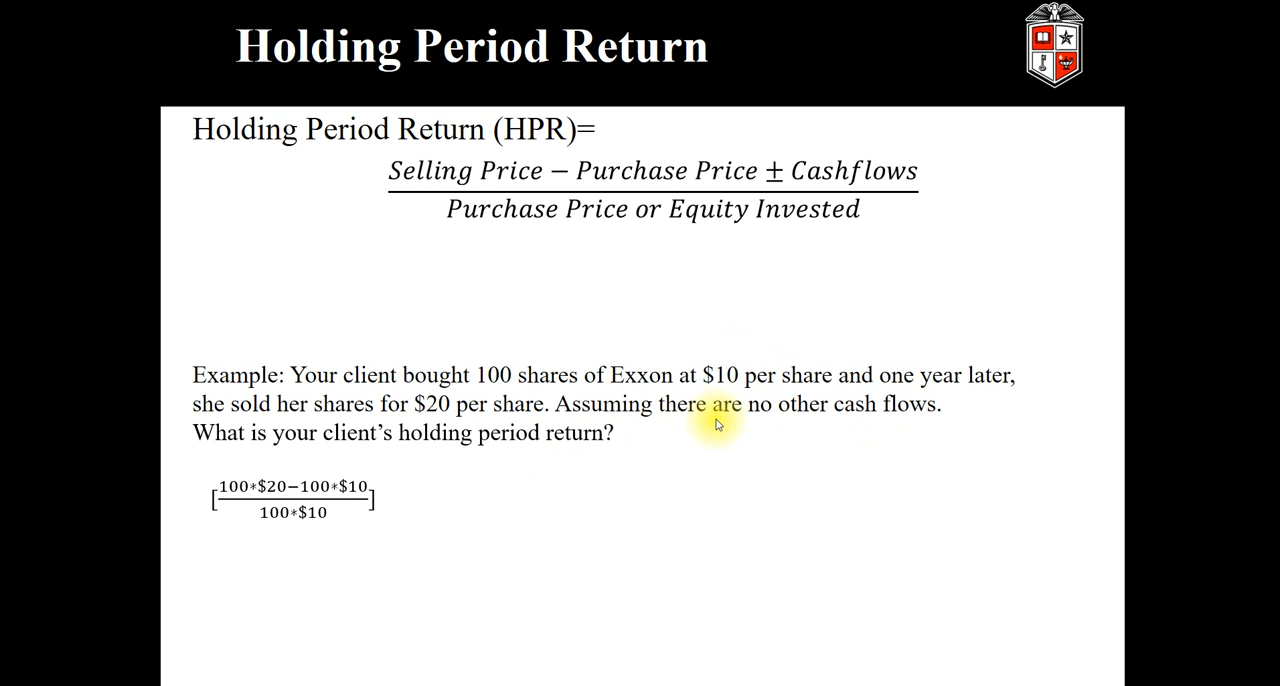 Holding Period Return
Holding Period Return (HPR)=
Selling Price − Purchase Price ± Cashflows
Purchase Price or Equity Invested
Example: Your client bought 100 shares of Exxon at $10 per share and one year later,
she sold her shares for $20 per share. Assuming there are no other cash flows.
What is your client’s holding period return?
[100*$20−100*$10]
100*$10